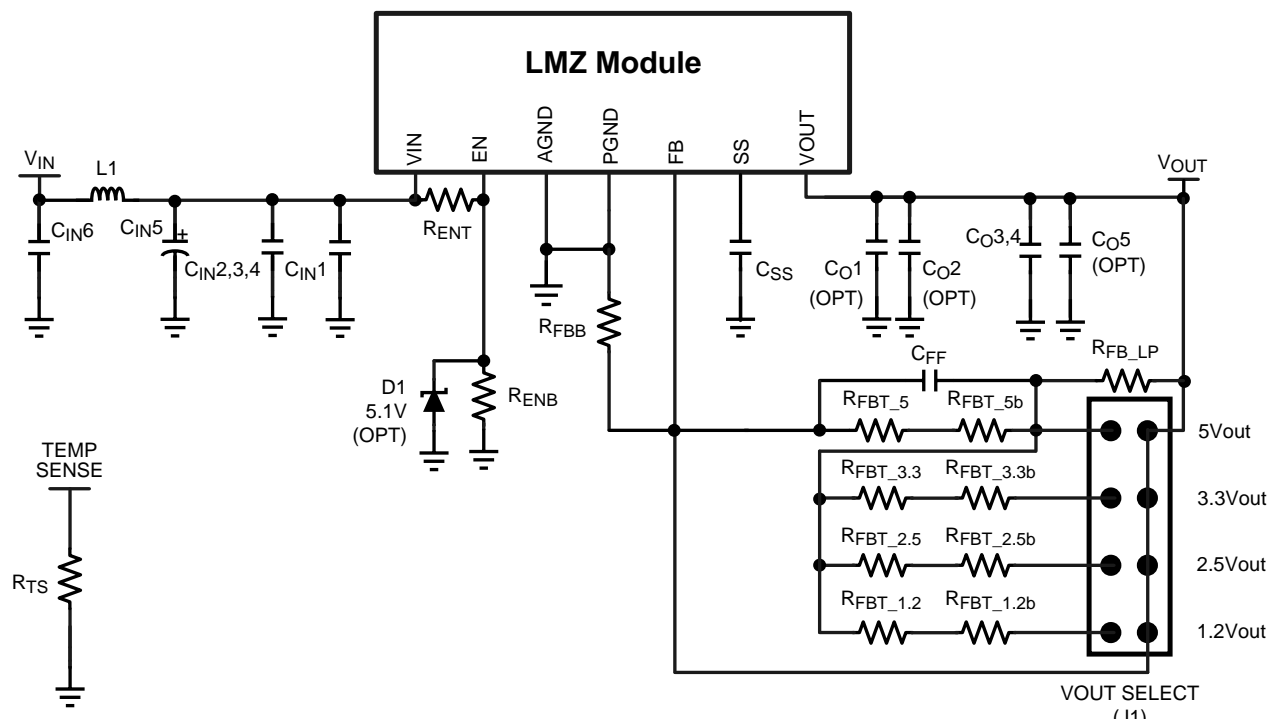 LMZ Module
VIN
EN
AGND
PGND
FB
SS
VOUT
VIN
L1
CIN6
CIN5
+
CIN2,3,4
CIN1
RENT
VOUT
CO3,4
CO5
(OPT)
CO1
(OPT)
CO2
(OPT)
CSS
RFBB
D1
5.1V
(OPT)
RENB
CFF
RFB_LP
RFBT_5
RFBT_5b
5Vout
RFBT_3.3
RFBT_3.3b
3.3Vout
RFBT_2.5
RFBT_2.5b
2.5Vout
RFBT_1.2
RFBT_1.2b
1.2Vout
TEMP
SENSE
RTS
VOUT SELECT
(J1)